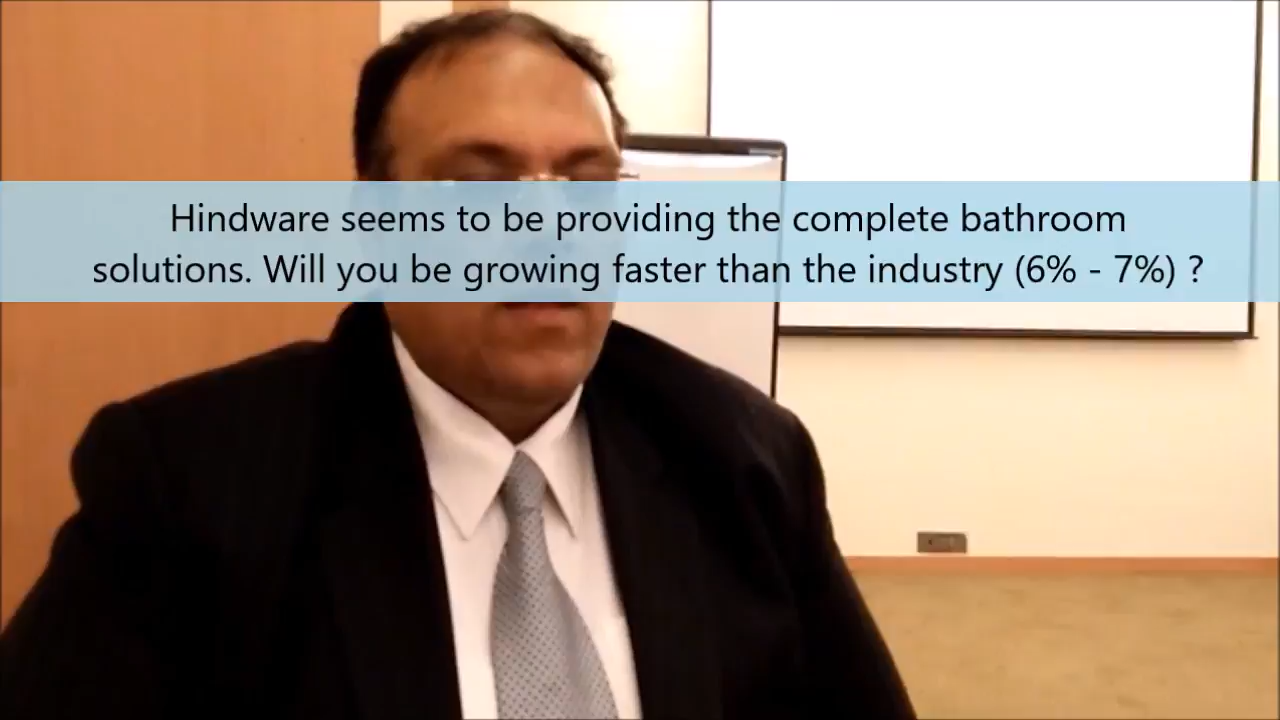 Hindware seems to be providing the complete bathroom
solutions. Will you be growing faster than the industry (6% - 7%) ?